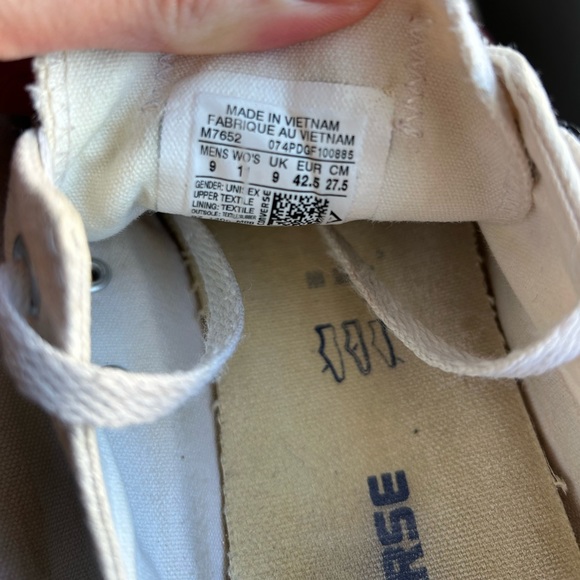 MADE IN VIETNAM
FABRIQUE AU VIETNAM
M7652 074PDGF100885
MENS WO'S UK EUR CM
9 11 9 42.5 27.5
GENDER: UNISEX
UPPER: TEXTILE
LINING: TEXTILE
CONVERSE
RSE